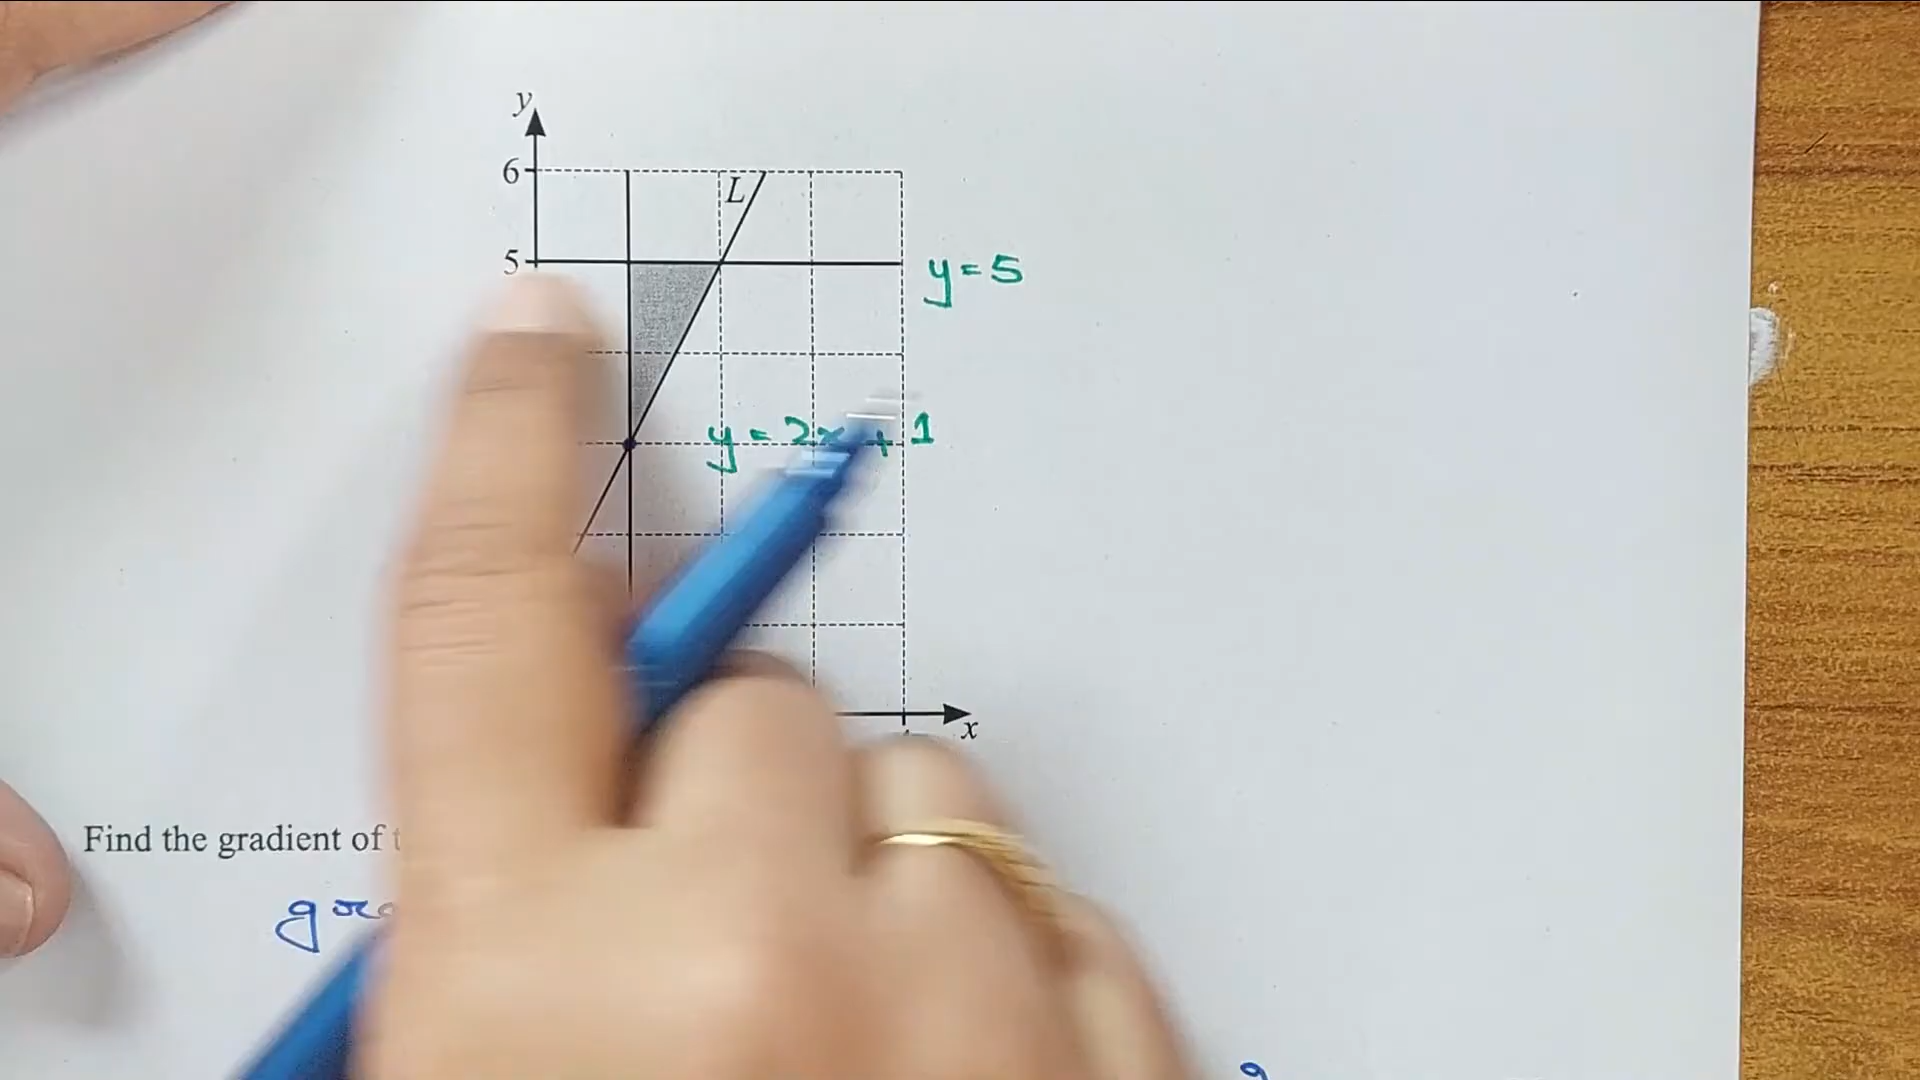 y
6
L
5
y = 5
y = 2x + 1
x
Find the gradient of